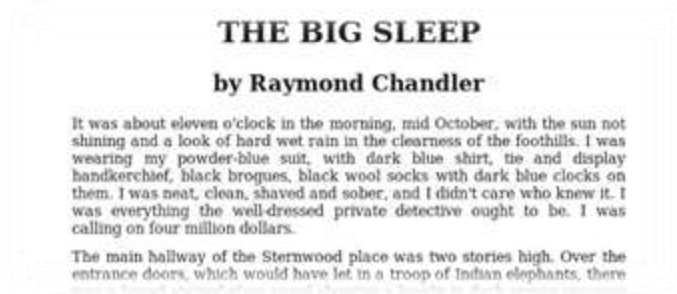 THE BIG SLEEP
by Raymond Chandler
It was about eleven o'clock in the morning, mid October, with the sun not
shining and a look of hard wet rain in the clearness of the foothills. I was
wearing my powder-blue suit, with dark blue shirt, tie and display
handkerchief, black brogues, black wool socks with dark blue clocks on
them. I was neat, clean, shaved and sober, and I didn't care who knew it. I
was everything the well-dressed private detective ought to be. I was
calling on four million dollars.
The main hallway of the Sternwood place was two stories high. Over the
entrance doors, which would have let in a troop of Indian elephants, there